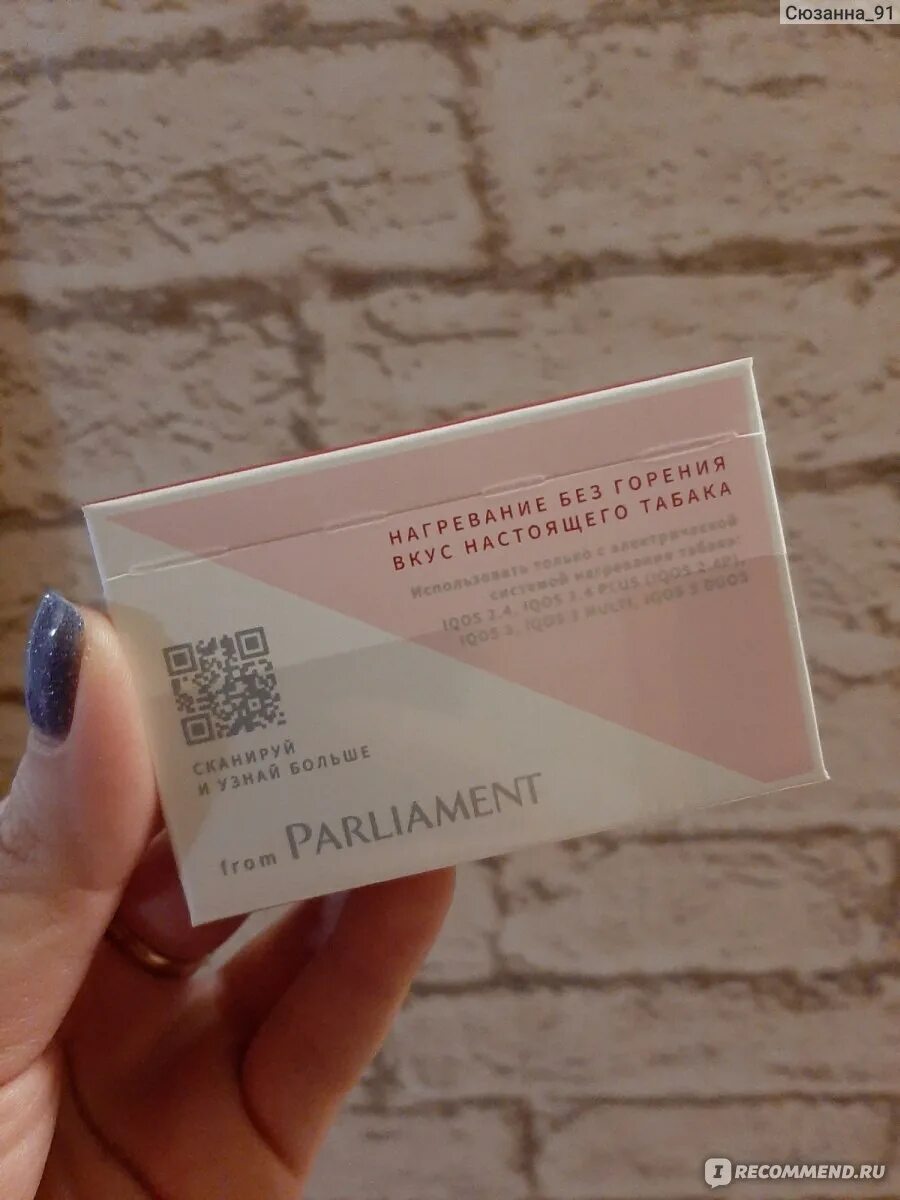 Сюзанна_91
НАГРЕВАНИЕ БЕЗ ГОРЕНИЯ
ВКУС НАСТОЯЩЕГО ТАБАКА
Использовать только с электрической
системой нагревания табака:
IQOS 2.4, IQOS 2.4 PLUS (IQOS 2.4P),
IQOS 3, IQOS 3 MULTI, IQOS 3 DUOS
СКАНИРУЙ
И УЗНАЙ БОЛЬШЕ
from PARLIAMENT
IRECOMMEND.RU